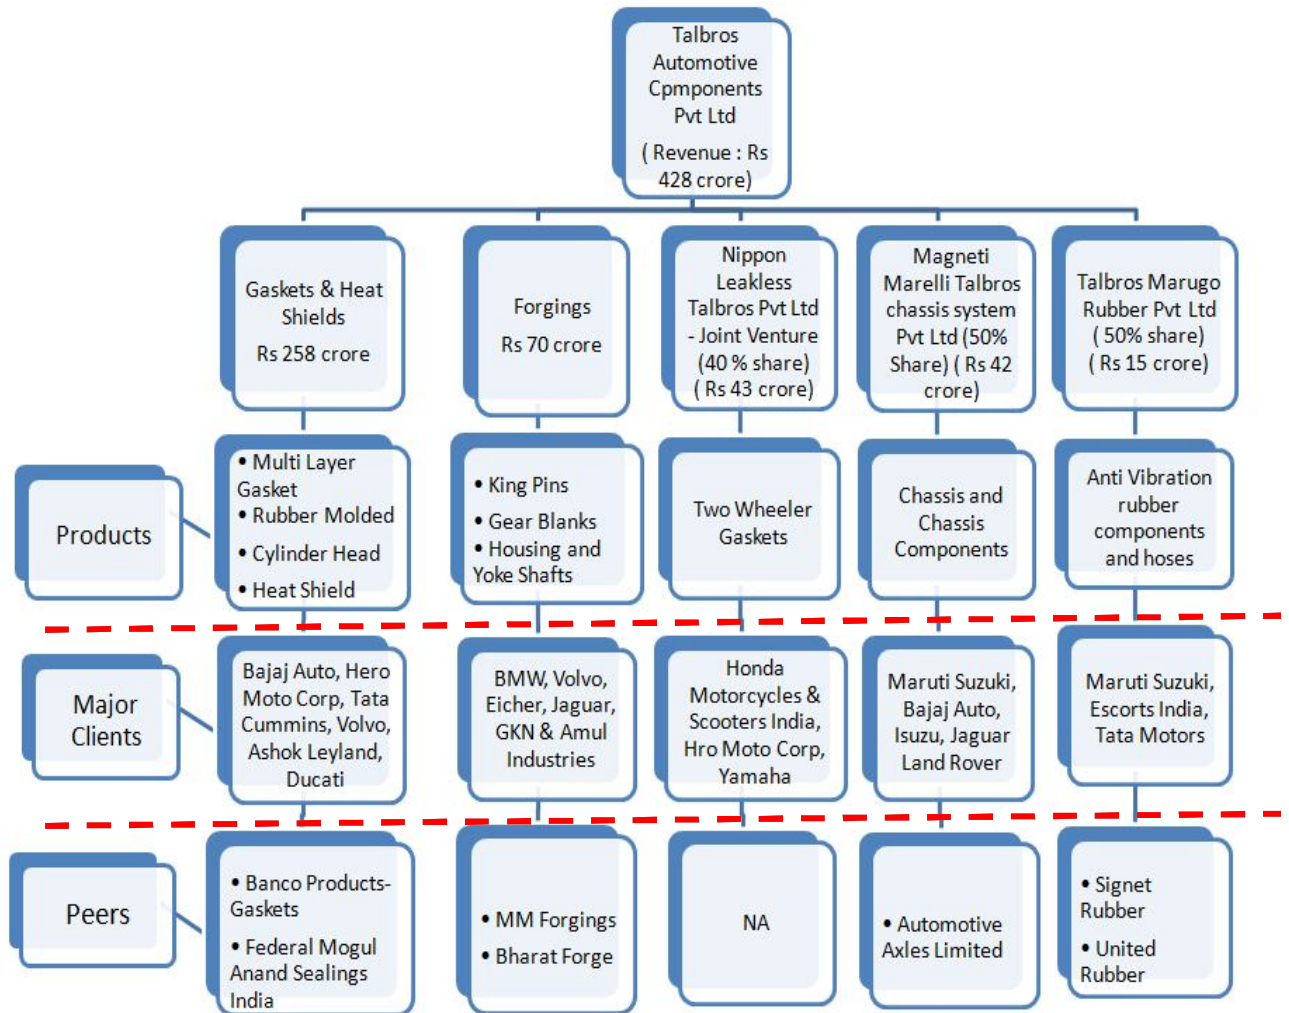 Talbros
Automotive
Cpmponents
Pvt Ltd
( Revenue : Rs
428 crore)
Gaskets & Heat
Shields
Rs 258 crore
Forgings
Rs 70 crore
Nippon
Leakless
Talbros Pvt Ltd
- Joint Venture
(40 % share)
( Rs 43 crore)
Magneti
Marelli Talbros
chassis system
Pvt Ltd (50%
Share) ( Rs 42
crore)
Talbros Marugo
Rubber Pvt Ltd
( 50% share)
( Rs 15 crore)
Products
• Multi Layer
Gasket
• Rubber Molded
• Cylinder Head
• Heat Shield
• King Pins
• Gear Blanks
• Housing and
Yoke Shafts
Two Wheeler
Gaskets
Chassis and
Chassis
Components
Anti Vibration
rubber
components
and hoses
Major
Clients
Bajaj Auto, Hero
Moto Corp, Tata
Cummins, Volvo,
Ashok Leyland,
Ducati
BMW, Volvo,
Eicher, Jaguar,
GKN & Amul
Industries
Honda
Motorcycles &
Scooters India,
Hro Moto Corp,
Yamaha
Maruti Suzuki,
Bajaj Auto,
Isuzu, Jaguar
Land Rover
Maruti Suzuki,
Escorts India,
Tata Motors
Peers
• Banco Products-
Gaskets
• Federal Mogul
Anand Sealings
India
• MM Forgings
• Bharat Forge
NA
• Automotive
Axles Limited
• Signet
Rubber
• United
Rubber